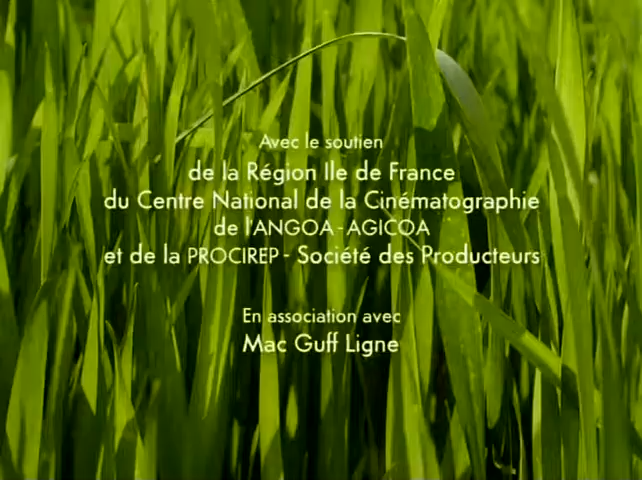 Avec le soutien
de la Région Ile de France
du Centre National de la Cinématographie
de l'ANGOA - AGICOA
et de la PROCIREP - Société des Producteurs
En association avec
Mac Guff Ligne